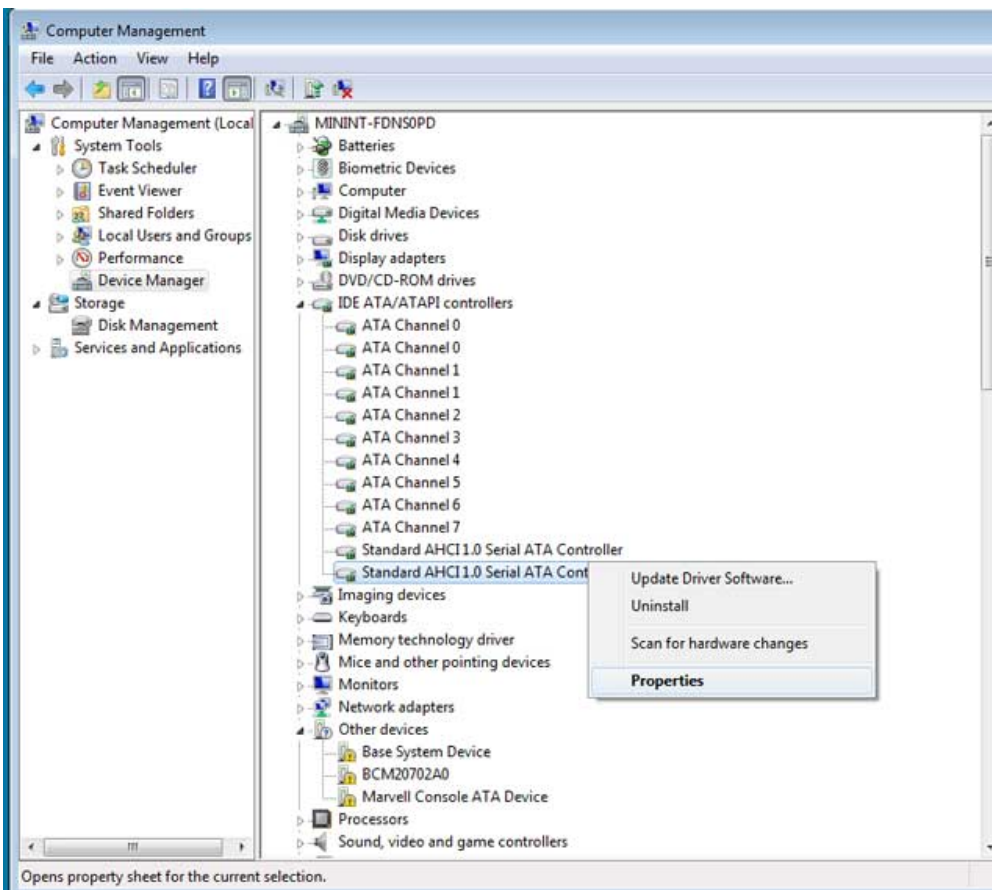 Computer Management
File Action View Help
Computer Management (Local
System Tools
Task Scheduler
Event Viewer
Shared Folders
Local Users and Groups
Performance
Device Manager
Storage
Disk Management
Services and Applications
MININT-FDNS0PD
Batteries
Biometric Devices
Computer
Digital Media Devices
Disk drives
Display adapters
DVD/CD-ROM drives
IDE ATA/ATAPI controllers
ATA Channel 0
ATA Channel 0
ATA Channel 1
ATA Channel 1
ATA Channel 2
ATA Channel 3
ATA Channel 4
ATA Channel 5
ATA Channel 6
ATA Channel 7
Standard AHCI 1.0 Serial ATA Controller
Standard AHCI 1.0 Serial ATA Cont
Imaging devices
Keyboards
Memory technology driver
Mice and other pointing devices
Monitors
Network adapters
Other devices
Base System Device
BCM20702A0
Marvell Console ATA Device
Processors
Sound, video and game controllers
Update Driver Software...
Uninstall
Scan for hardware changes
Properties
Opens property sheet for the current selection.